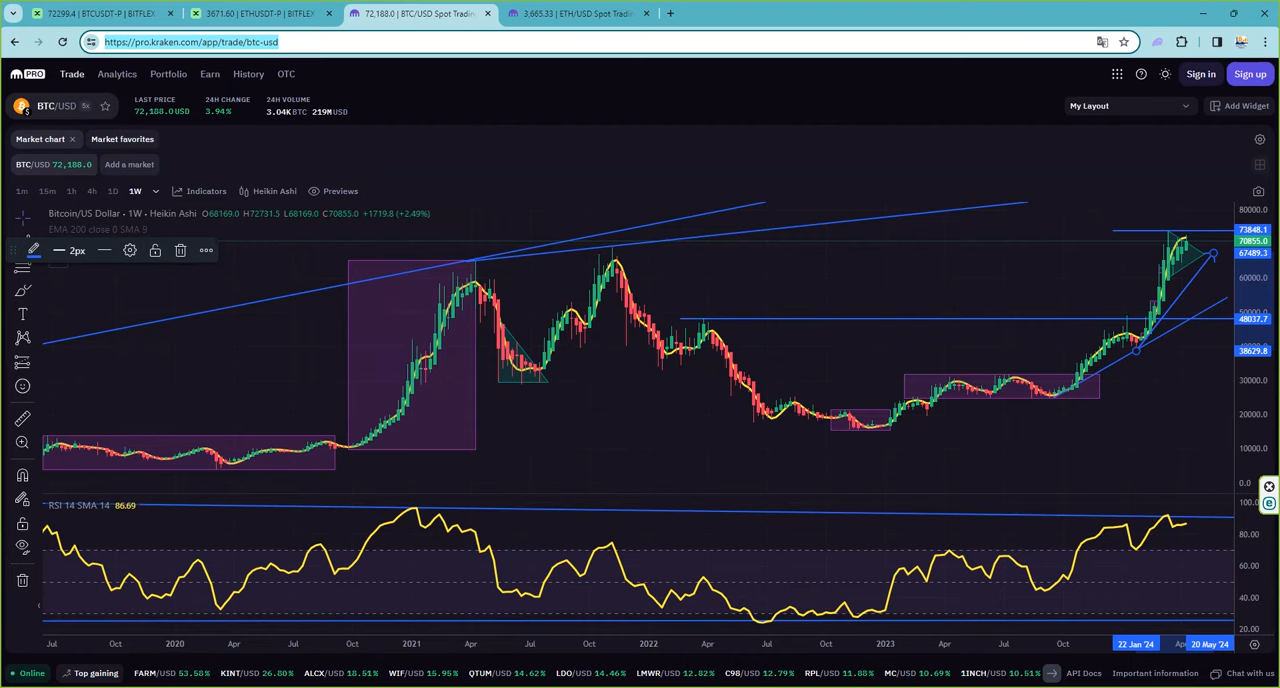 72299.4 | BTCUSDT-P | BITFLEX
3671.60 | ETHUSDT-P | BITFLEX
72,188.0 | BTC/USD Spot Trading
3,665.33 | ETH/USD Spot Trading
https://pro.kraken.com/app/trade/btc-usd
PRO Trade Analytics Portfolio Earn History OTC Sign in Sign up
BTC/USD 5x
LAST PRICE 24H CHANGE 24H VOLUME
72,188.0 USD 3.94% 3.04K BTC 219M USD
My Layout Add Widget
Market chart Market favorites
BTC/USD 72,188.0 Add a market
1m 15m 1h 4h 1D 1W Indicators Heikin Ashi Previews
Bitcoin/US Dollar · 1W · Heikin Ashi O68169.0 H72731.5 L68169.0 C70855.0 +1719.8 (+2.49%)
EMA 200 close 0 SMA 9
2px
80000.0
73848.1
70855.0
67489.3
60000.0
50000.0
48037.7
38629.8
30000.0
20000.0
10000.0
0.0
RSI 14 SMA 14 86.69
100.00
80.00
60.00
40.00
20.00
Jul Oct 2020 Apr Jul Oct 2021 Apr Jul Oct 2022 Apr Jul Oct 2023 Apr Jul Oct 22 Jan '24 20 May '24
Online Top gaining FARM/USD 53.58% KINT/USD 26.80% ALCX/USD 18.51% WIF/USD 15.95% QTUM/USD 14.62% LDO/USD 14.46% LMWR/USD 12.82% C98/USD 12.79% RPL/USD 11.88% MC/USD 10.69% 1INCH/USD 10.51% API Docs Important information Chat with us